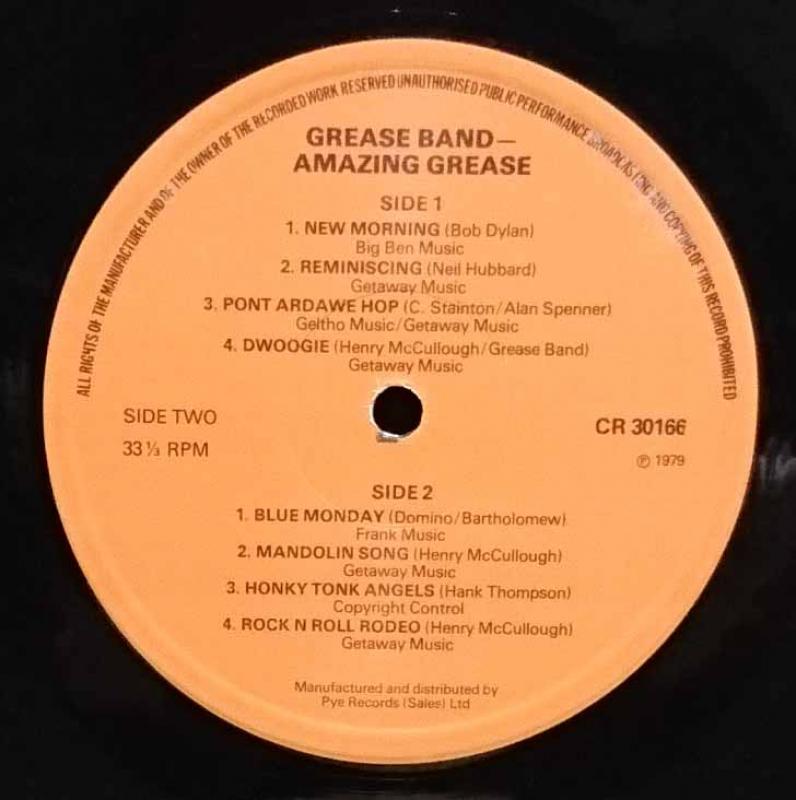 ALL RIGHTS OF THE MANUFACTURER AND OF THE OWNER OF THE RECORDED WORK RESERVED UNAUTHORISED PUBLIC PERFORMANCE BROADCASTING AND COPYING OF THIS RECORD PROHIBITED
GREASE BAND—
AMAZING GREASE
SIDE 1
1. NEW MORNING (Bob Dylan)
Big Ben Music
2. REMINISCING (Neil Hubbard)
Getaway Music
3. PONT ARDAWE HOP (C. Stainton/Alan Spenner)
Geltho Music/Getaway Music
4. DWOOGIE (Henry McCullough/Grease Band)
Getaway Music
SIDE TWO
33⅓ RPM
CR 30166
℗ 1979
SIDE 2
1. BLUE MONDAY (Domino/Bartholomew)
Frank Music
2. MANDOLIN SONG (Henry McCullough)
Getaway Music
3. HONKY TONK ANGELS (Hank Thompson)
Copyright Control
4. ROCK N ROLL RODEO (Henry McCullough)
Getaway Music
Manufactured and distributed by
Pye Records (Sales) Ltd